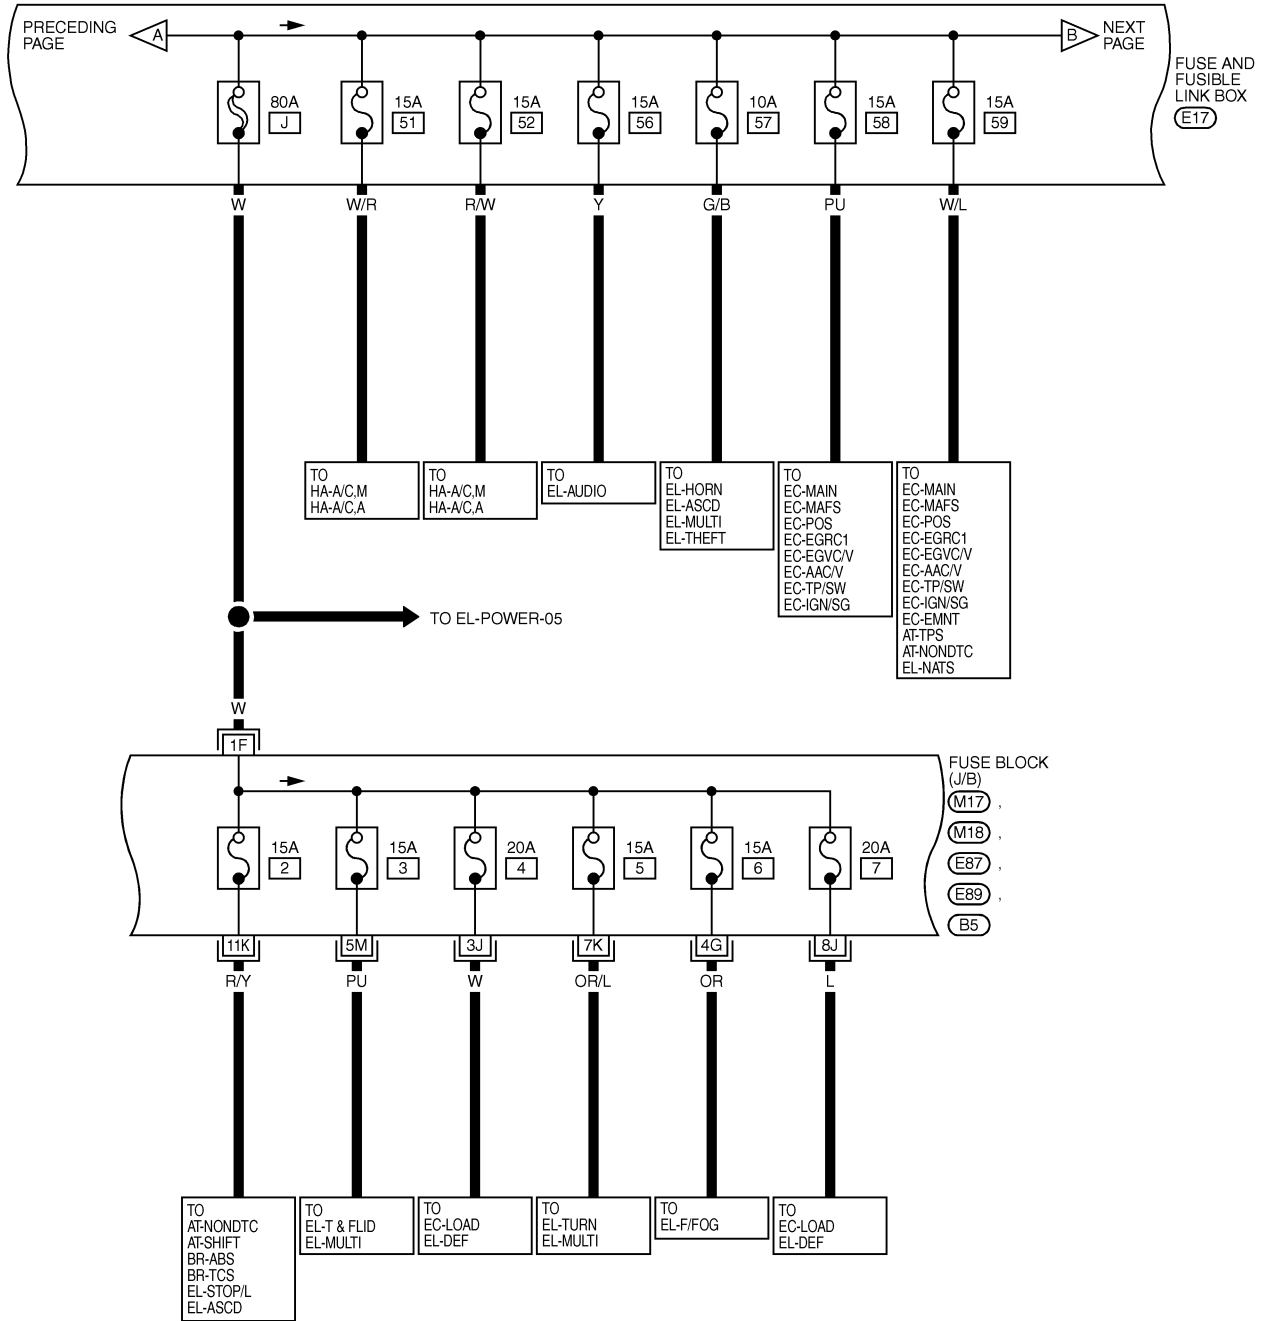 PRECEDING
PAGE
A
B
NEXT
PAGE
FUSE AND
FUSIBLE
LINK BOX
E17
80A
J
15A
51
15A
52
15A
56
10A
57
15A
58
15A
59
W
W/R
R/W
Y
G/B
PU
W/L
TO
HA-A/C,M
HA-A/C,A
TO
HA-A/C,M
HA-A/C,A
TO
EL-AUDIO
TO
EL-HORN
EL-ASCD
EL-MULTI
EL-THEFT
TO
EC-MAIN
EC-MAFS
EC-POS
EC-EGRC1
EC-EGVC/V
EC-AAC/V
EC-TP/SW
EC-IGN/SG
TO
EC-MAIN
EC-MAFS
EC-POS
EC-EGRC1
EC-EGVC/V
EC-AAC/V
EC-TP/SW
EC-IGN/SG
EC-EMNT
AT-TPS
AT-NONDTC
EL-NATS
TO EL-POWER-05
W
1F
FUSE BLOCK
(J/B)
M17 ,
M18 ,
E87 ,
E89 ,
B5
15A
2
15A
3
20A
4
15A
5
15A
6
20A
7
11K
5M
3J
7K
4G
8J
R/Y
PU
W
OR/L
OR
L
TO
AT-NONDTC
AT-SHIFT
BR-ABS
BR-TCS
EL-STOP/L
EL-ASCD
TO
EL-T & FLID
EL-MULTI
TO
EC-LOAD
EL-DEF
TO
EL-TURN
EL-MULTI
TO
EL-F/FOG
TO
EC-LOAD
EL-DEF